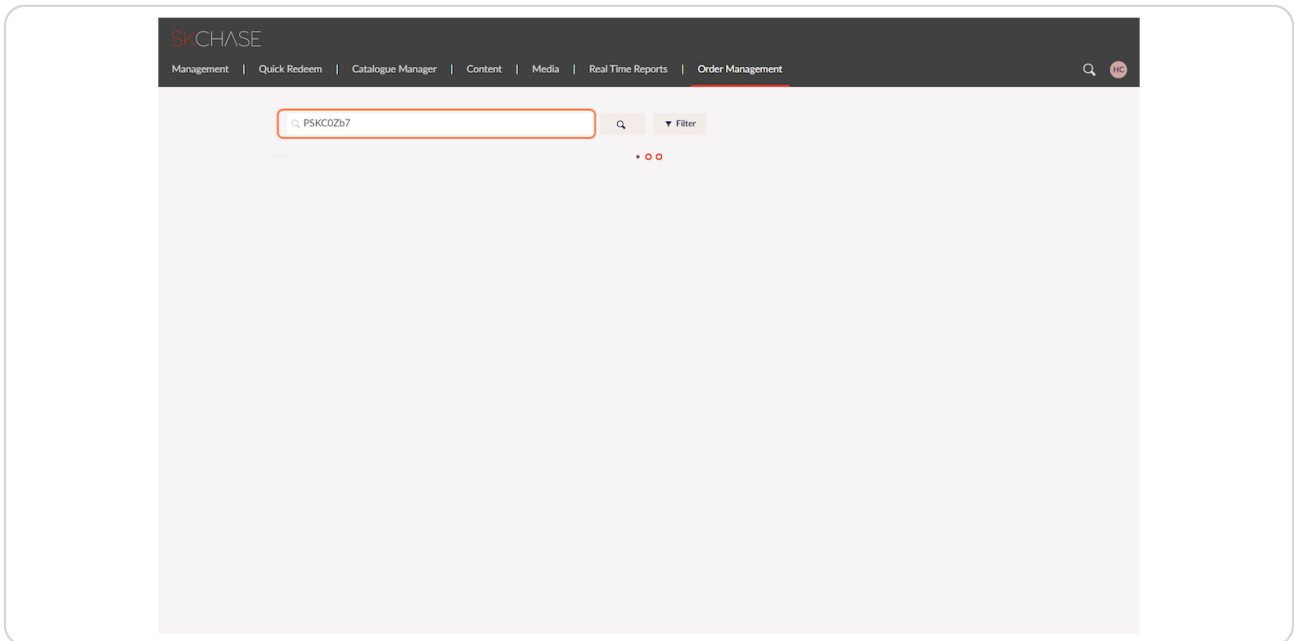 SKCHASE
Management | Quick Redeem | Catalogue Manager | Content | Media | Real Time Reports | Order Management
HC
PSKC0Zb7
Filter